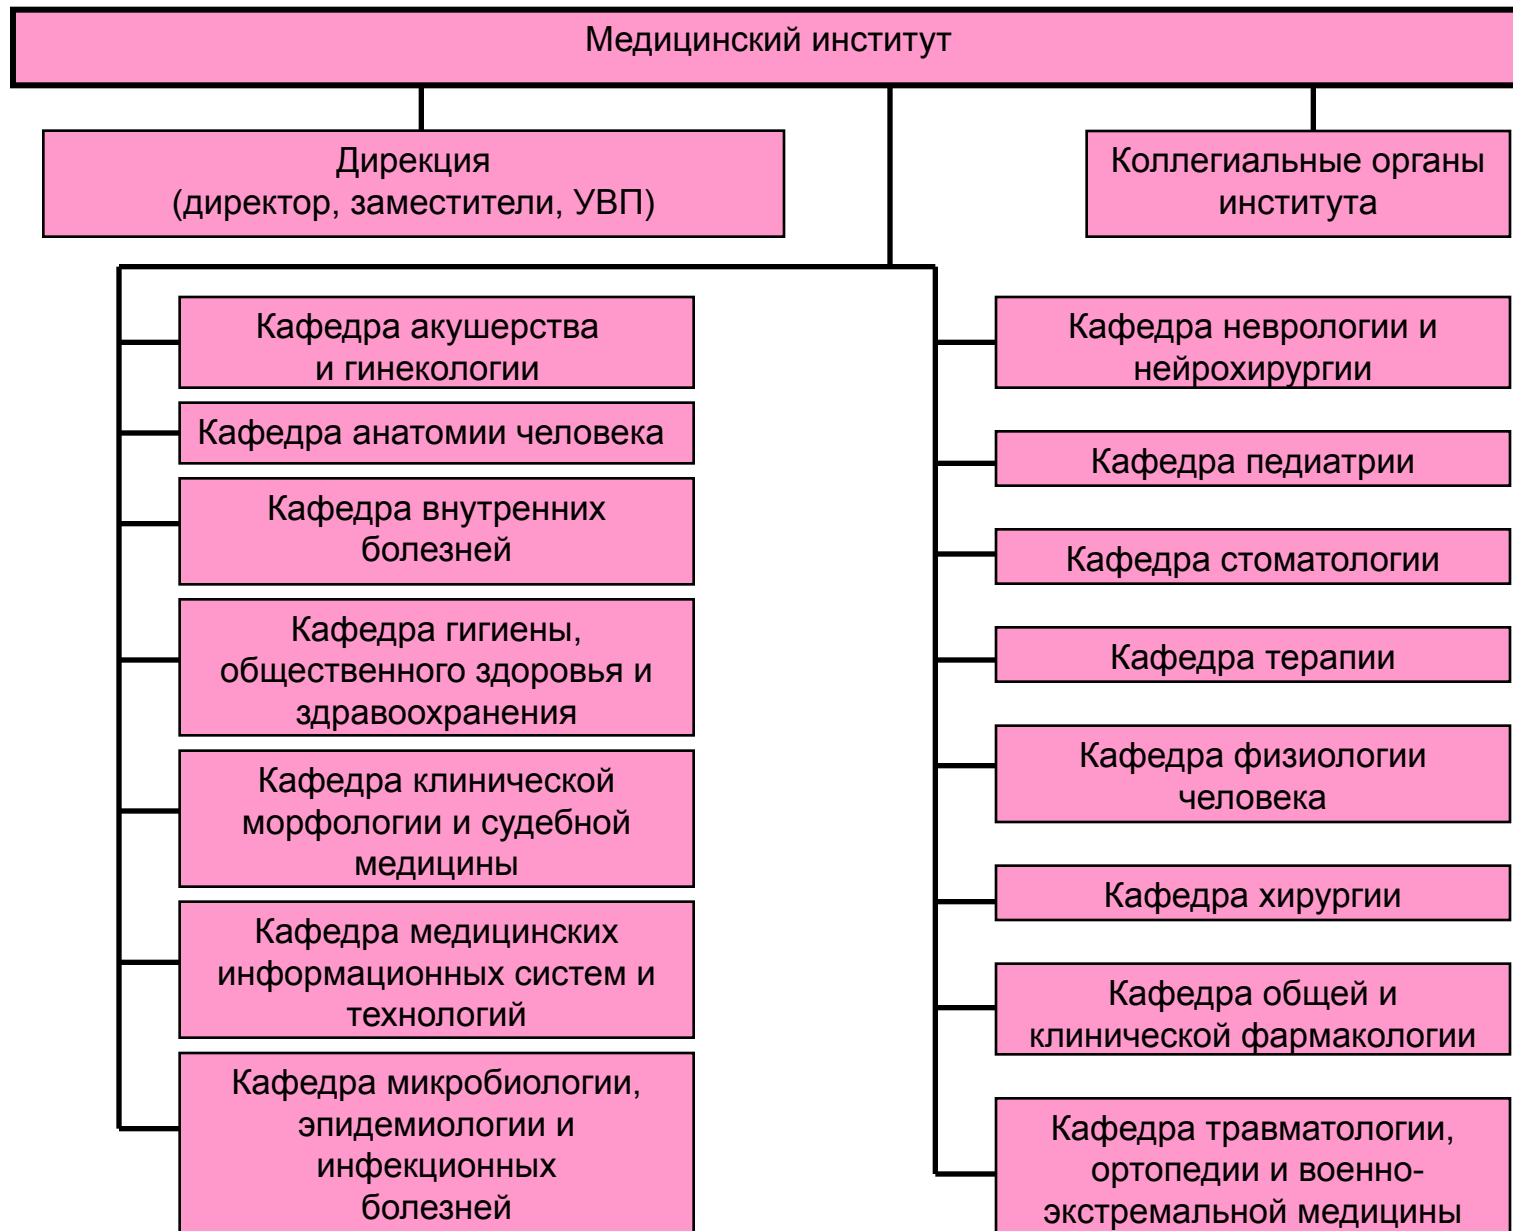 Медицинский институт
Дирекция
(директор, заместители, УВП)
Коллегиальные органы
института
Кафедра акушерства
и гинекологии
Кафедра анатомии человека
Кафедра внутренних
болезней
Кафедра гигиены,
общественного здоровья и
здравоохранения
Кафедра клинической
морфологии и судебной
медицины
Кафедра медицинских
информационных систем и
технологий
Кафедра микробиологии,
эпидемиологии и
инфекционных
болезней
Кафедра неврологии и
нейрохирургии
Кафедра педиатрии
Кафедра стоматологии
Кафедра терапии
Кафедра физиологии
человека
Кафедра хирургии
Кафедра общей и
клинической фармакологии
Кафедра травматологии,
ортопедии и военно-
экстремальной медицины